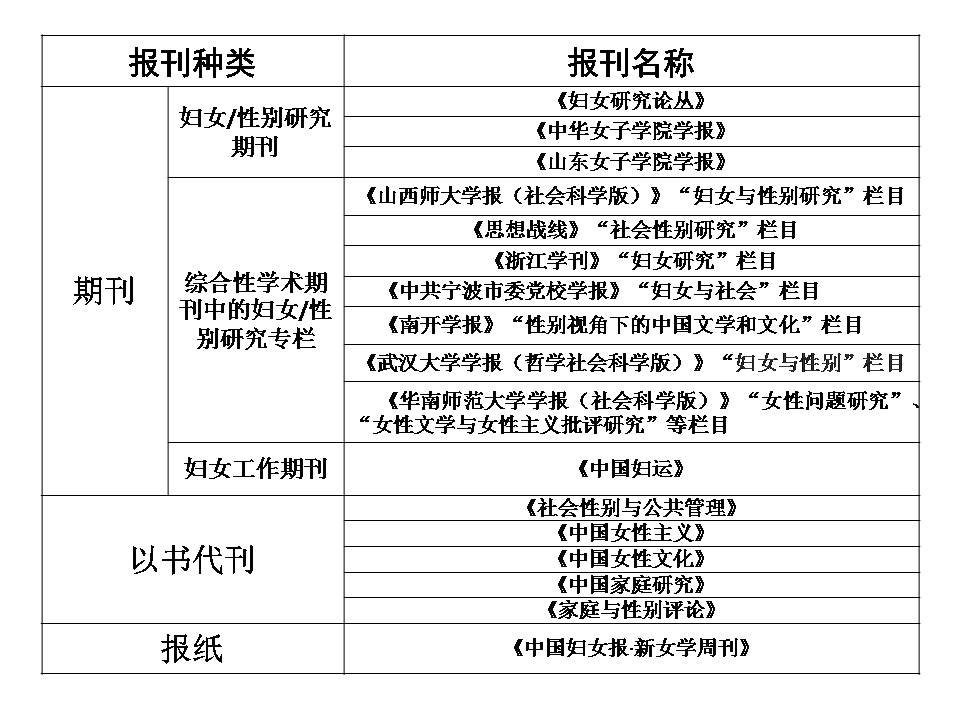 报刊种类
报刊名称
期刊
妇女/性别研究
期刊
《妇女研究论丛》
《中华女子学院学报》
《山东女子学院学报》
综合性学术期
刊中的妇女/性
别研究专栏
《山西师大学报（社会科学版）》“妇女与性别研究”栏目
《思想战线》“社会性别研究”栏目
《浙江学刊》“妇女研究”栏目
《中共宁波市委党校学报》“妇女与社会”栏目
《南开学报》“性别视角下的中国文学和文化”栏目
《武汉大学学报（哲学社会科学版）》“妇女与性别”栏目
《华南师范大学学报（社会科学版）》“女性问题研究”、
“女性文学与女性主义批评研究”等栏目
妇女工作期刊
《中国妇运》
以书代刊
《社会性别与公共管理》
《中国女性主义》
《中国女性文化》
《中国家庭研究》
《家庭与性别评论》
报纸
《中国妇女报·新女学周刊》